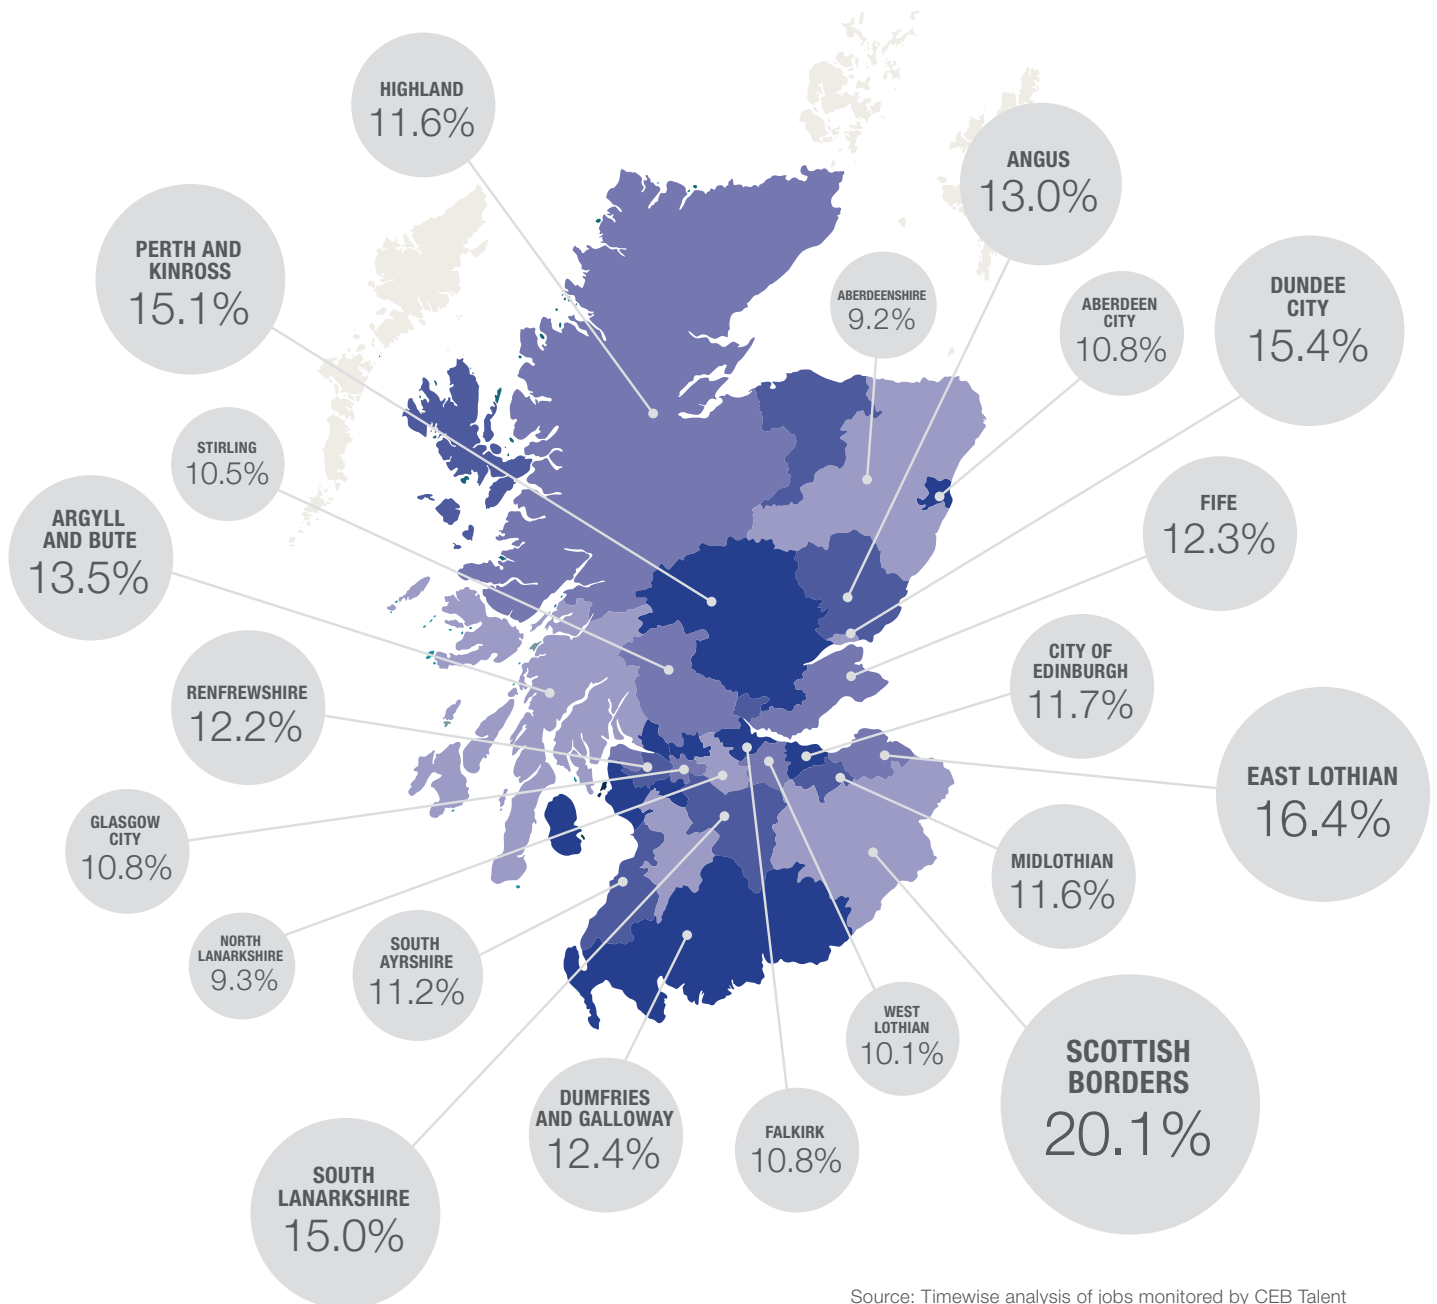 HIGHLAND
11.6%
ANGUS
13.0%
PERTH AND
KINROSS
15.1%
ABERDEENSHIRE
9.2%
ABERDEEN
CITY
10.8%
DUNDEE
CITY
15.4%
STIRLING
10.5%
ARGYLL
AND BUTE
13.5%
FIFE
12.3%
RENFREWSHIRE
12.2%
CITY OF
EDINBURGH
11.7%
EAST LOTHIAN
16.4%
GLASGOW
CITY
10.8%
MIDLOTHIAN
11.6%
NORTH
LANARKSHIRE
9.3%
SOUTH
AYRSHIRE
11.2%
WEST
LOTHIAN
10.1%
SCOTTISH
BORDERS
20.1%
DUMFRIES
AND GALLOWAY
12.4%
FALKIRK
10.8%
SOUTH
LANARKSHIRE
15.0%
Source: Timewise analysis of jobs monitored by CEB Talent